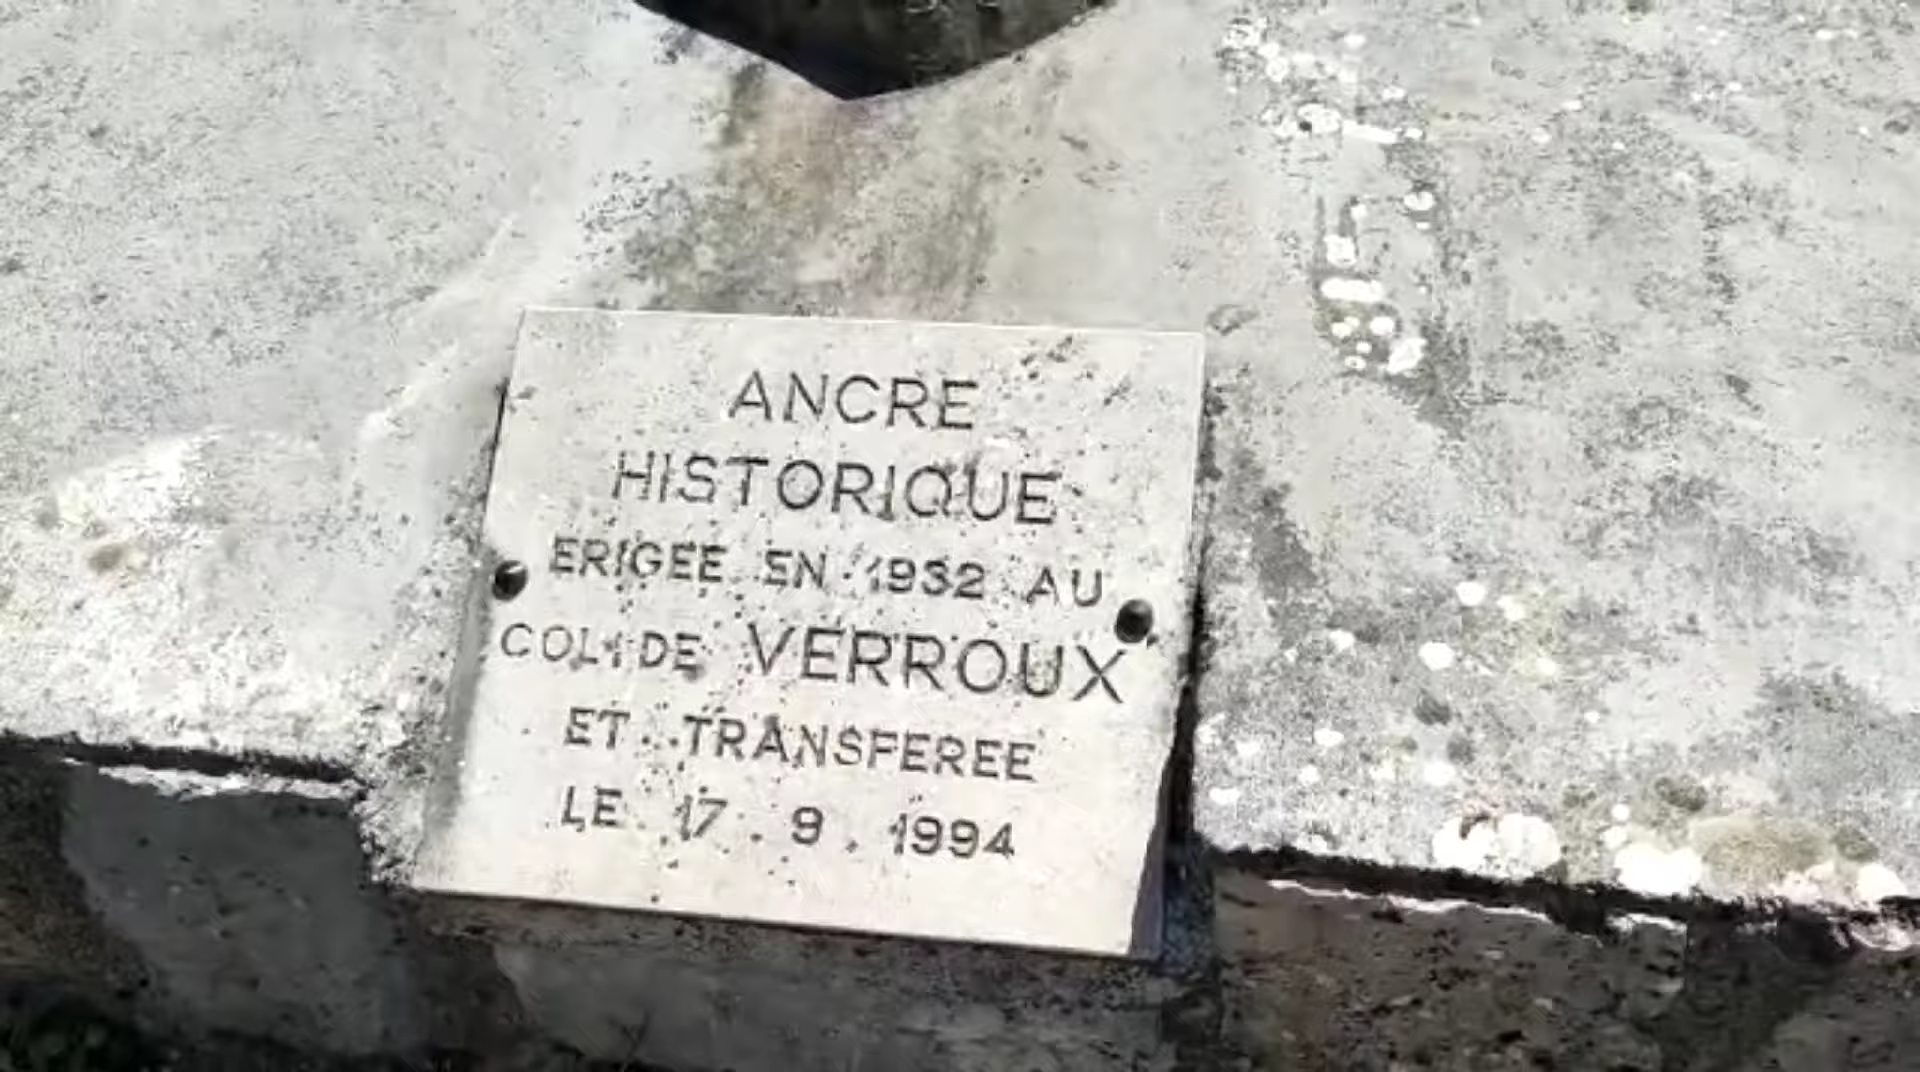 ANCRE
HISTORIQUE
ERIGEE EN 1932 AU
COL DE VERROUX
ET TRANSFEREE
LE 17.9.1994